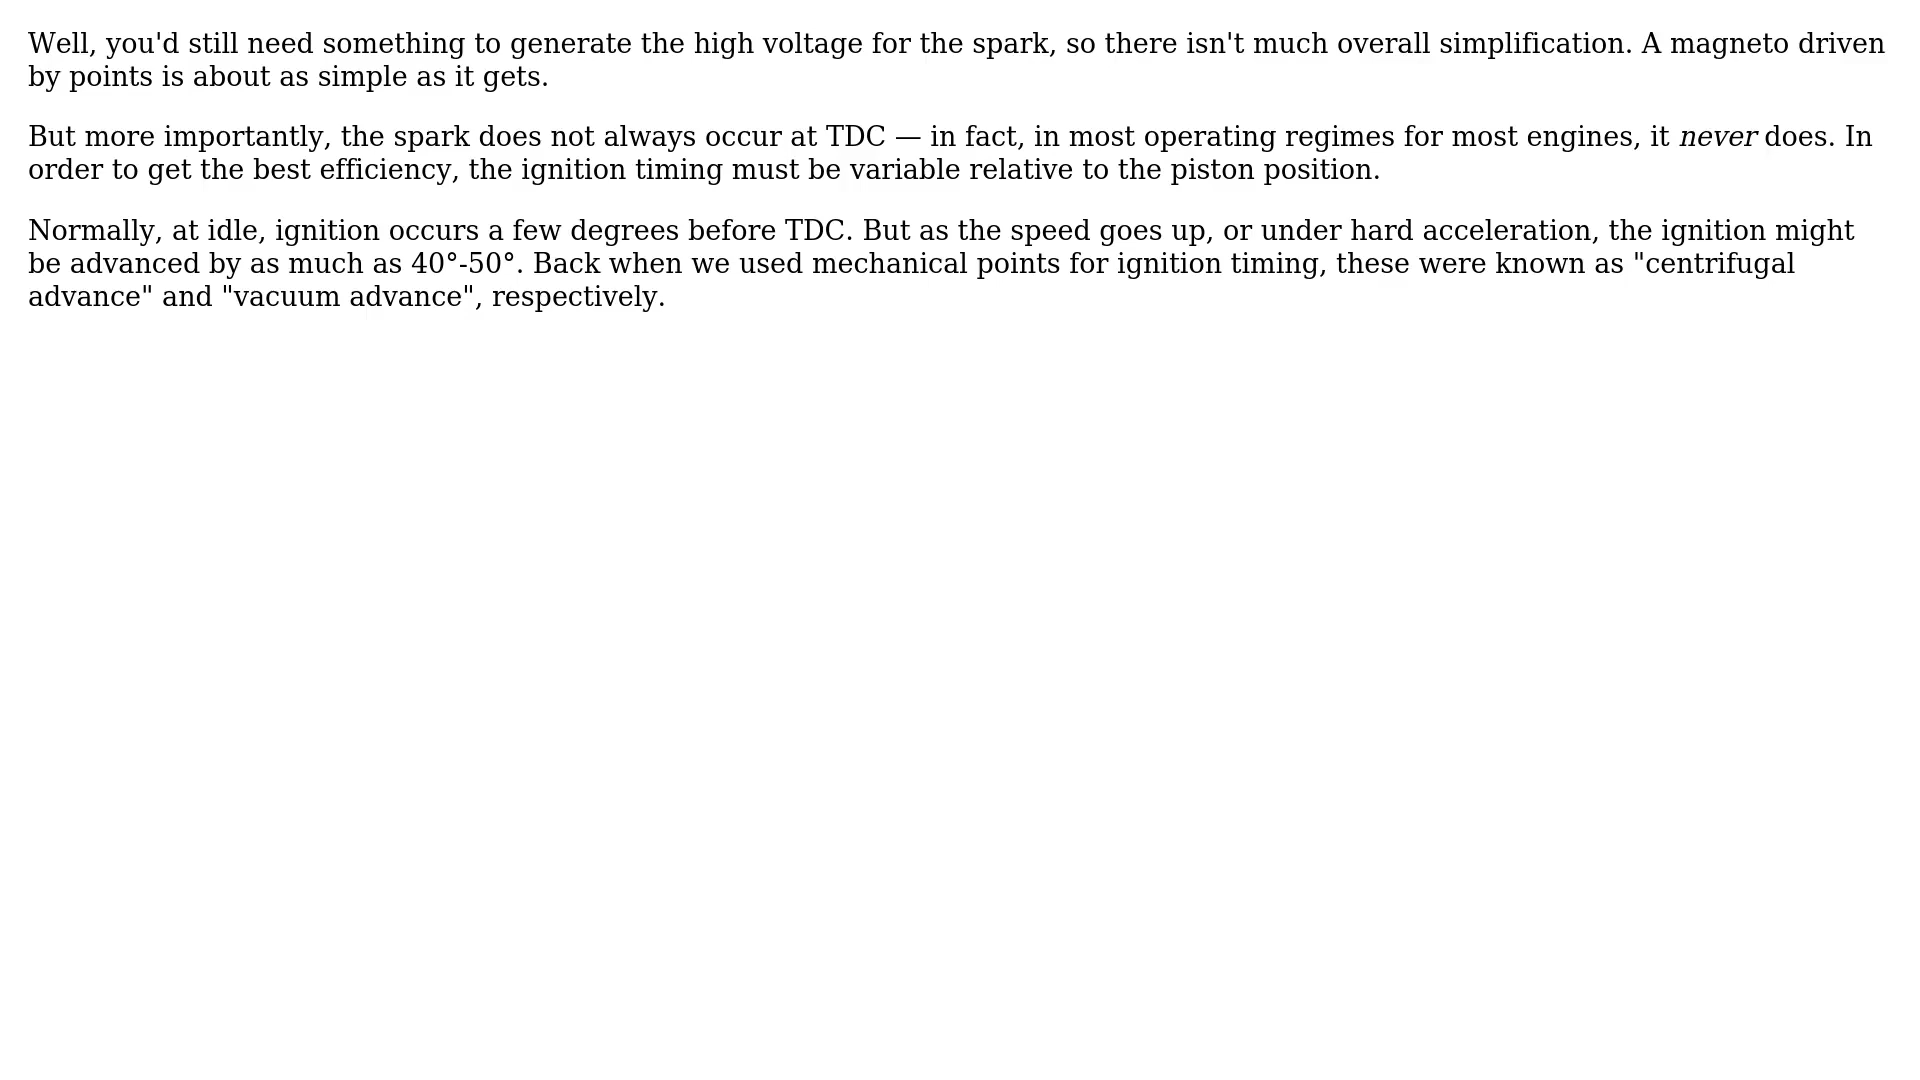 Well, you'd still need something to generate the high voltage for the spark, so there isn't much overall simplification. A magneto driven
by points is about as simple as it gets.
But more importantly, the spark does not always occur at TDC — in fact, in most operating regimes for most engines, it never does. In
order to get the best efficiency, the ignition timing must be variable relative to the piston position.
Normally, at idle, ignition occurs a few degrees before TDC. But as the speed goes up, or under hard acceleration, the ignition might
be advanced by as much as 40°-50°. Back when we used mechanical points for ignition timing, these were known as "centrifugal
advance" and "vacuum advance", respectively.